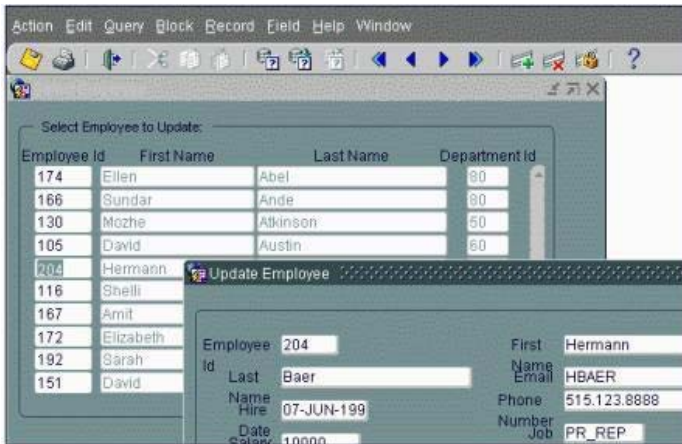 Action Edit Query Block Record Field Help Window
Select Employee to Update:
Employee Id First Name Last Name Department Id
174 Ellen Abel 80
166 Sundar Ande 80
130 Mozhe Atkinson 50
105 David Austin 60
204 Hermann
116 Shelli
167 Amit
172 Elizabeth
192 Sarah
151 David
Update Employee
Employee Id 204
First Name Hermann
Last Name Baer
Email HBAER
Hire Date 07-JUN-199
Phone Number 515.123.8888
Salary 10000
Job PR_REP